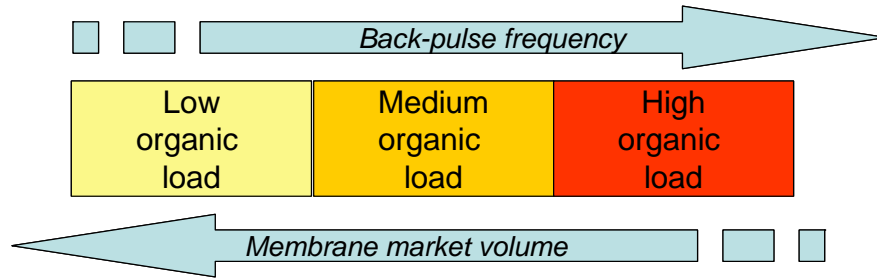 Back-pulse frequency
Low
organic
load
Medium
organic
load
High
organic
load
Membrane market volume